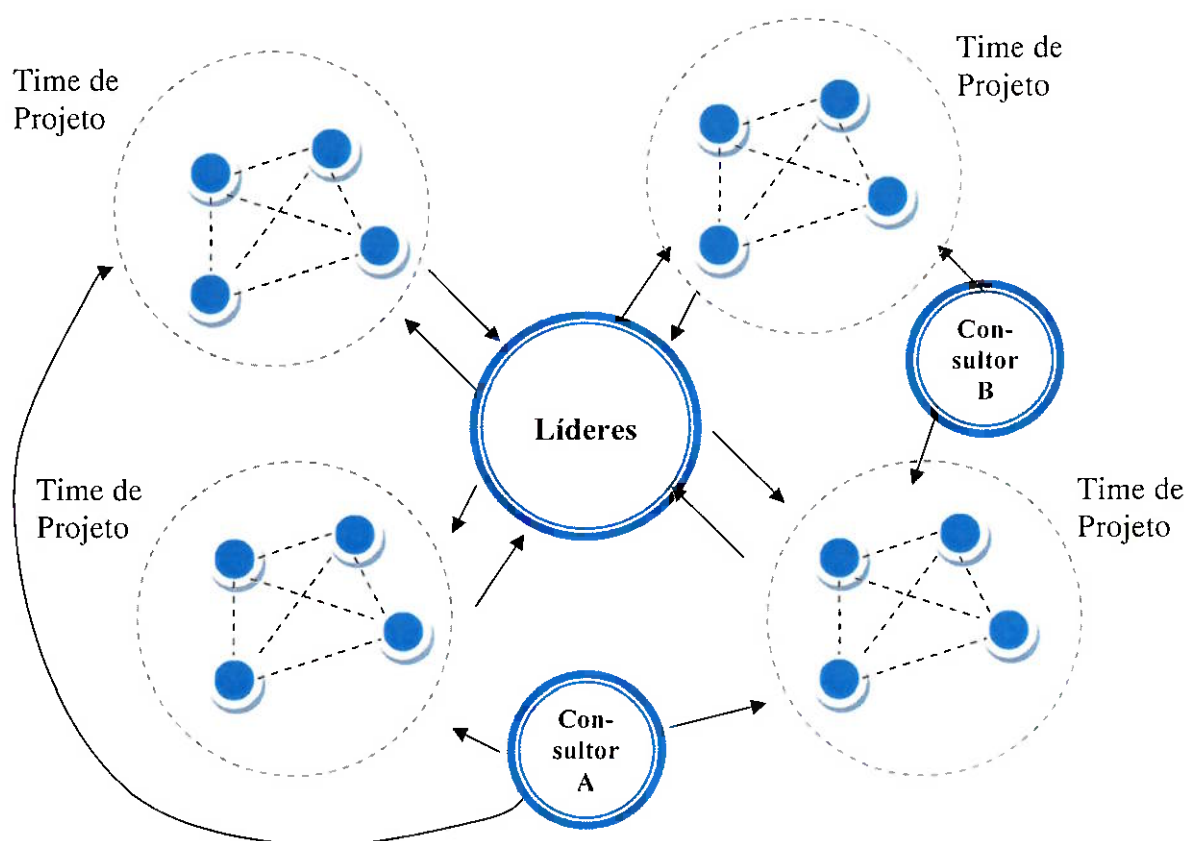 Time de
Projeto
Time de
Projeto
Con-
sultor
B
Líderes
Time de
Projeto
Time de
Projeto
Con-
sultor
A